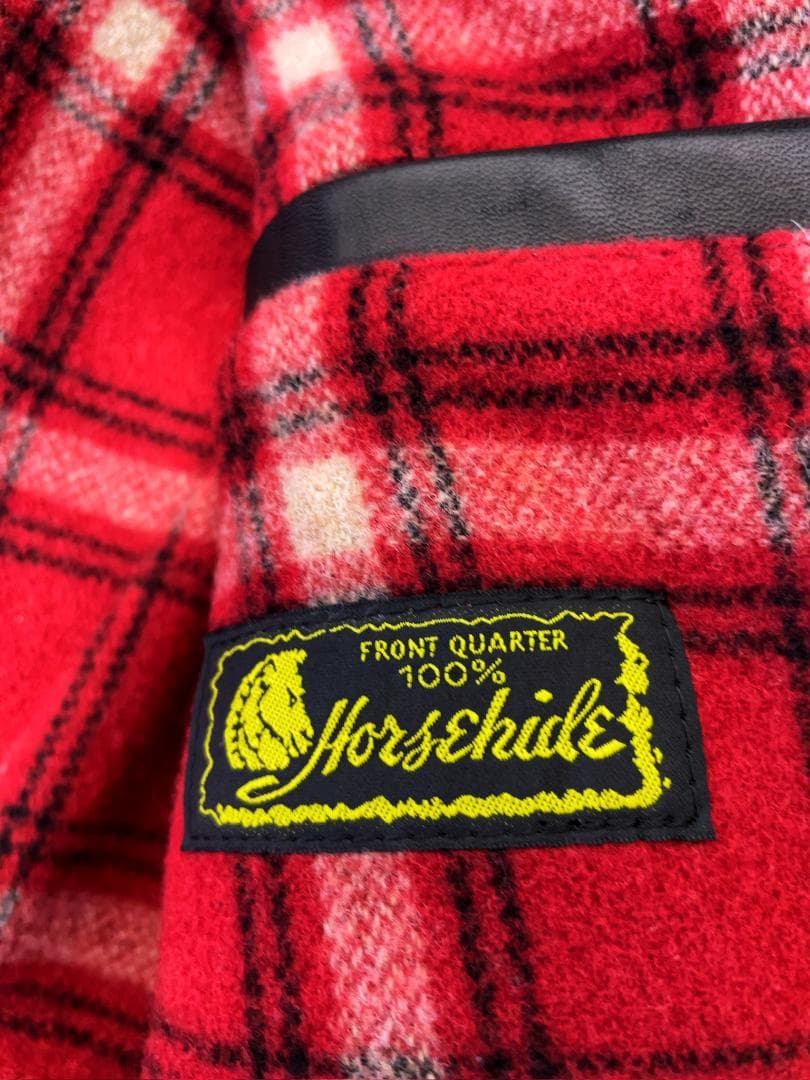 FRONT QUARTER
100%
Horsehide